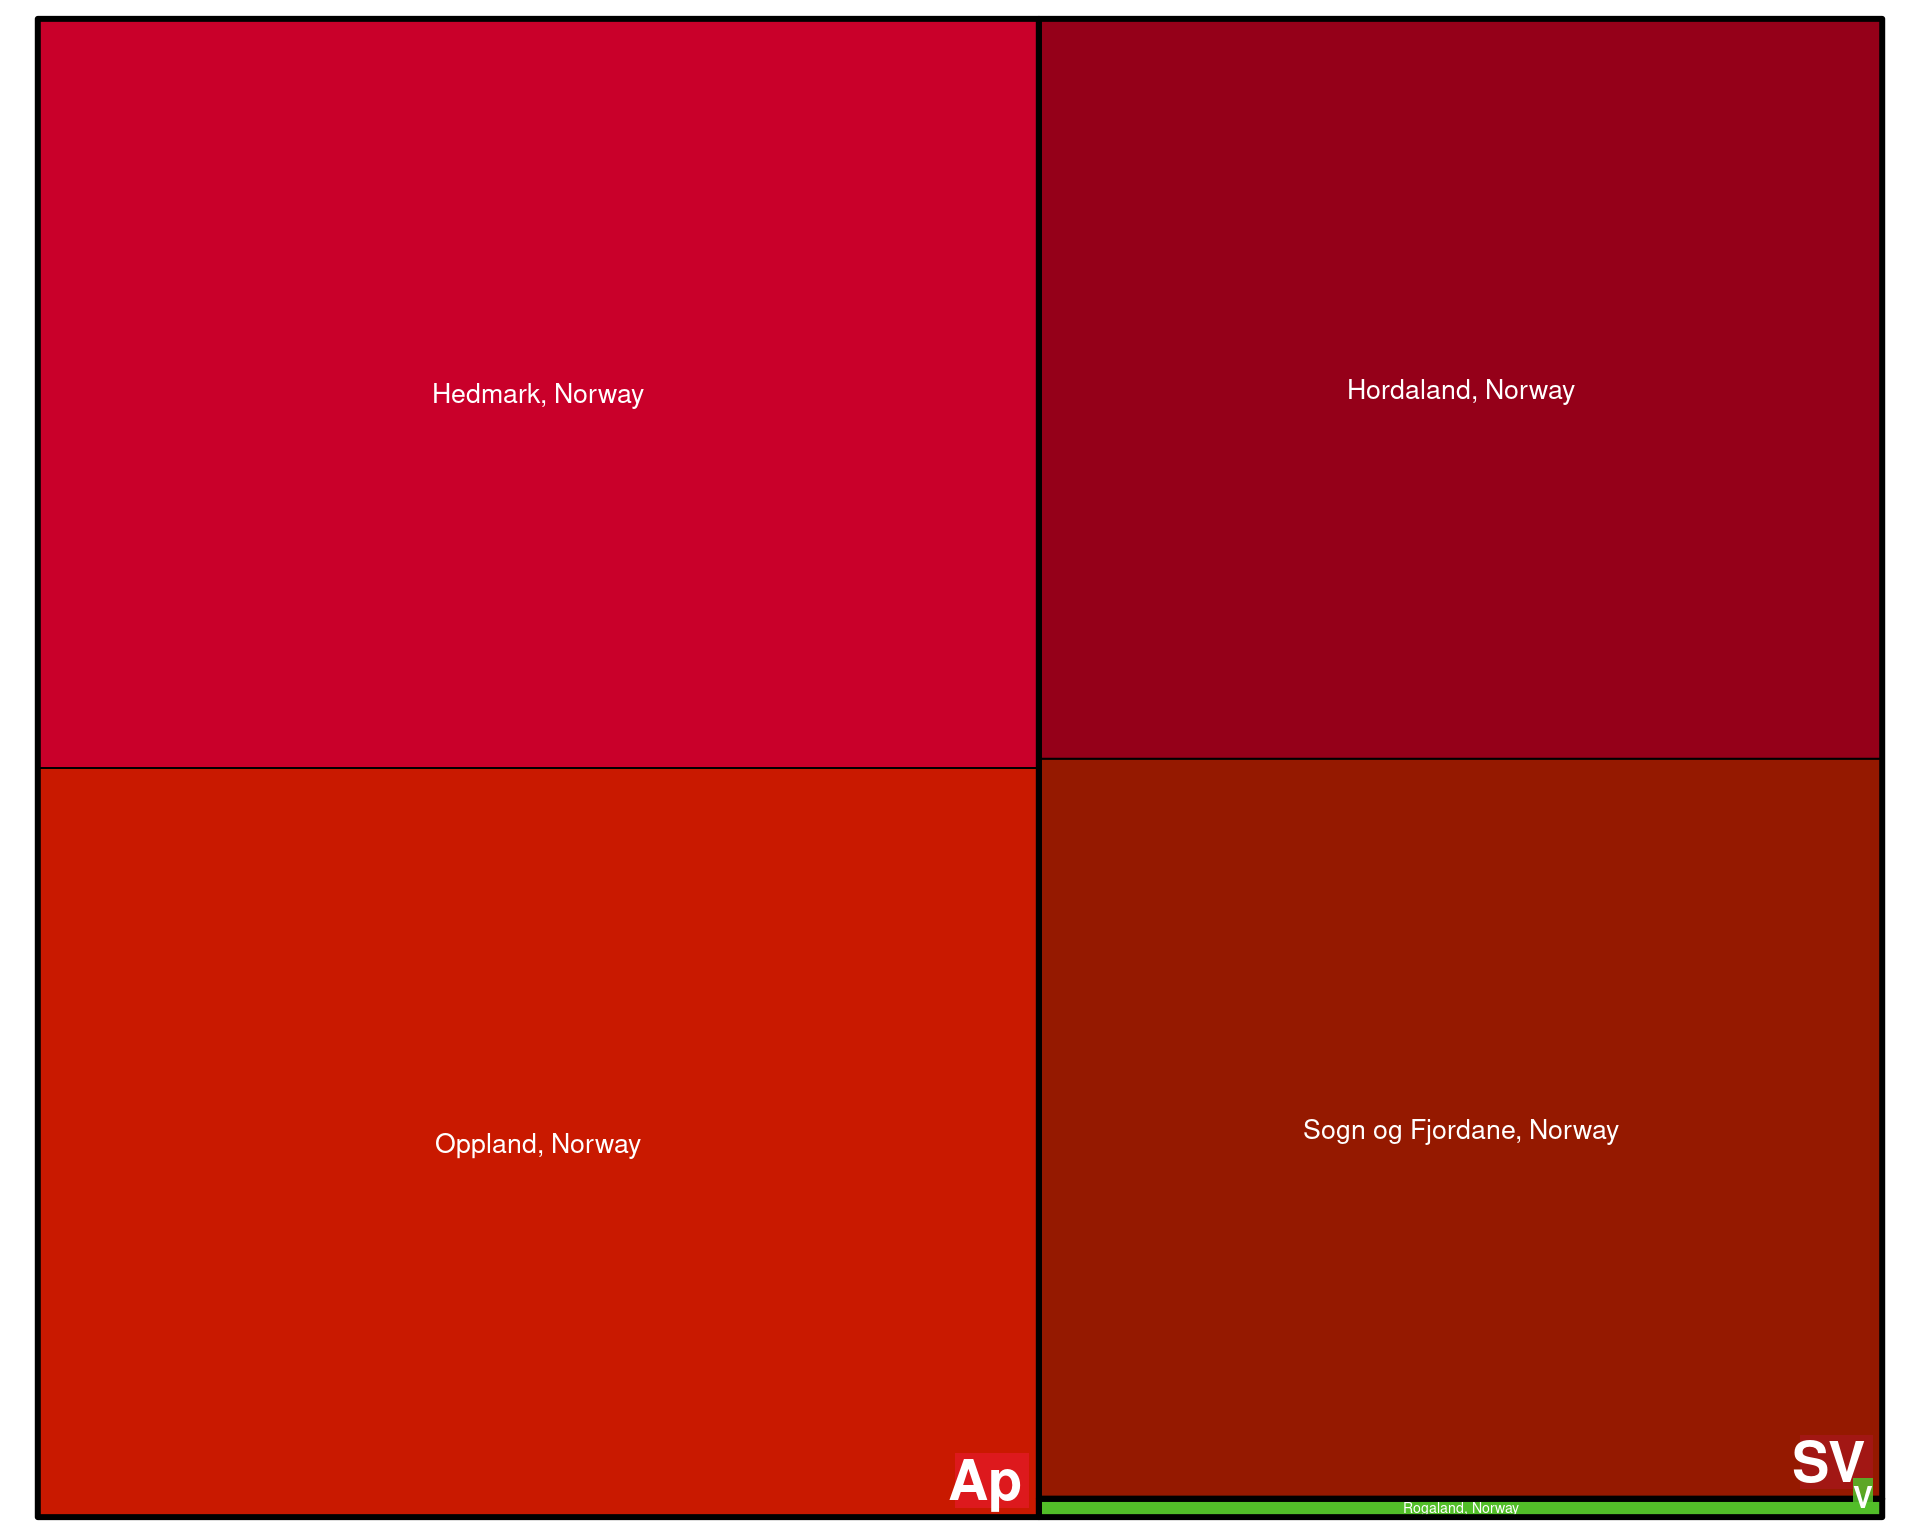 Hedmark, Norway
Oppland, Norway
Ap
Hordaland, Norway
Sogn og Fjordane, Norway
SV
Rogaland, Norway
V